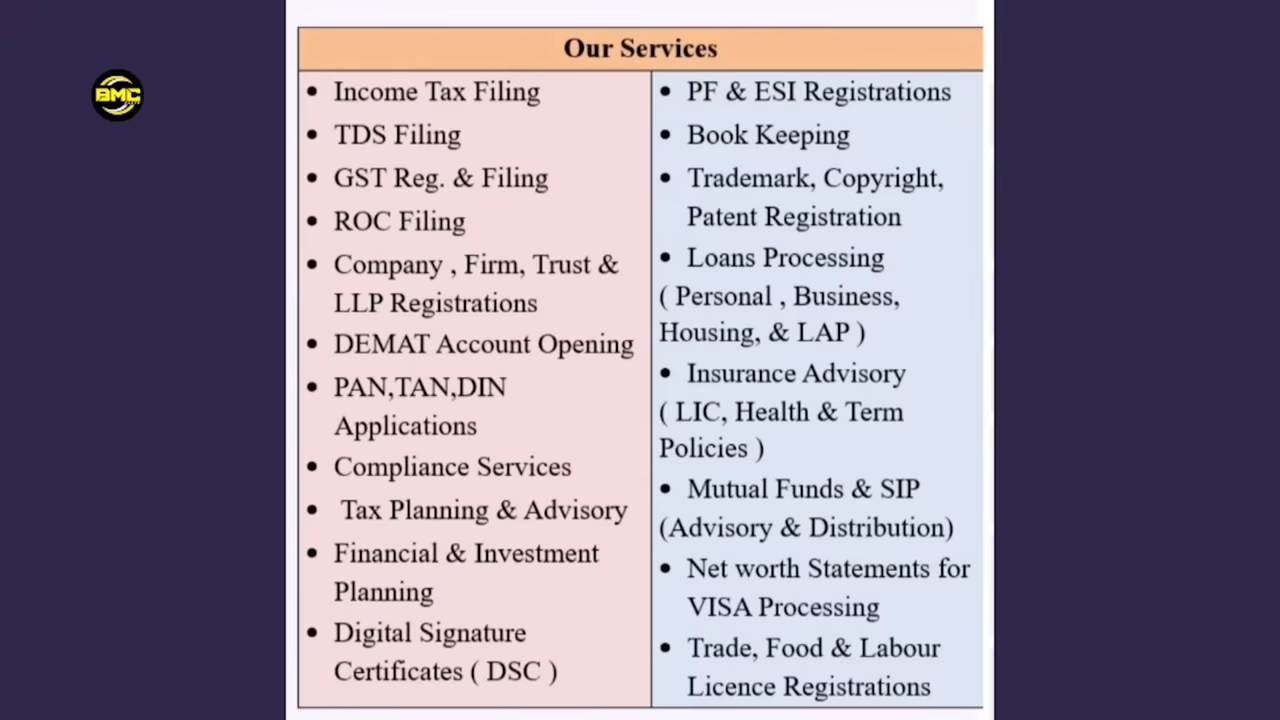 Our Services
BMC
• Income Tax Filing
• TDS Filing
• GST Reg. & Filing
• ROC Filing
• Company , Firm, Trust &
LLP Registrations
• DEMAT Account Opening
• PAN,TAN,DIN
Applications
• Compliance Services
• Tax Planning & Advisory
• Financial & Investment
Planning
• Digital Signature
Certificates ( DSC )
• PF & ESI Registrations
• Book Keeping
• Trademark, Copyright,
Patent Registration
• Loans Processing
( Personal , Business,
Housing, & LAP )
• Insurance Advisory
( LIC, Health & Term
Policies )
• Mutual Funds & SIP
(Advisory & Distribution)
• Net worth Statements for
VISA Processing
• Trade, Food & Labour
Licence Registrations